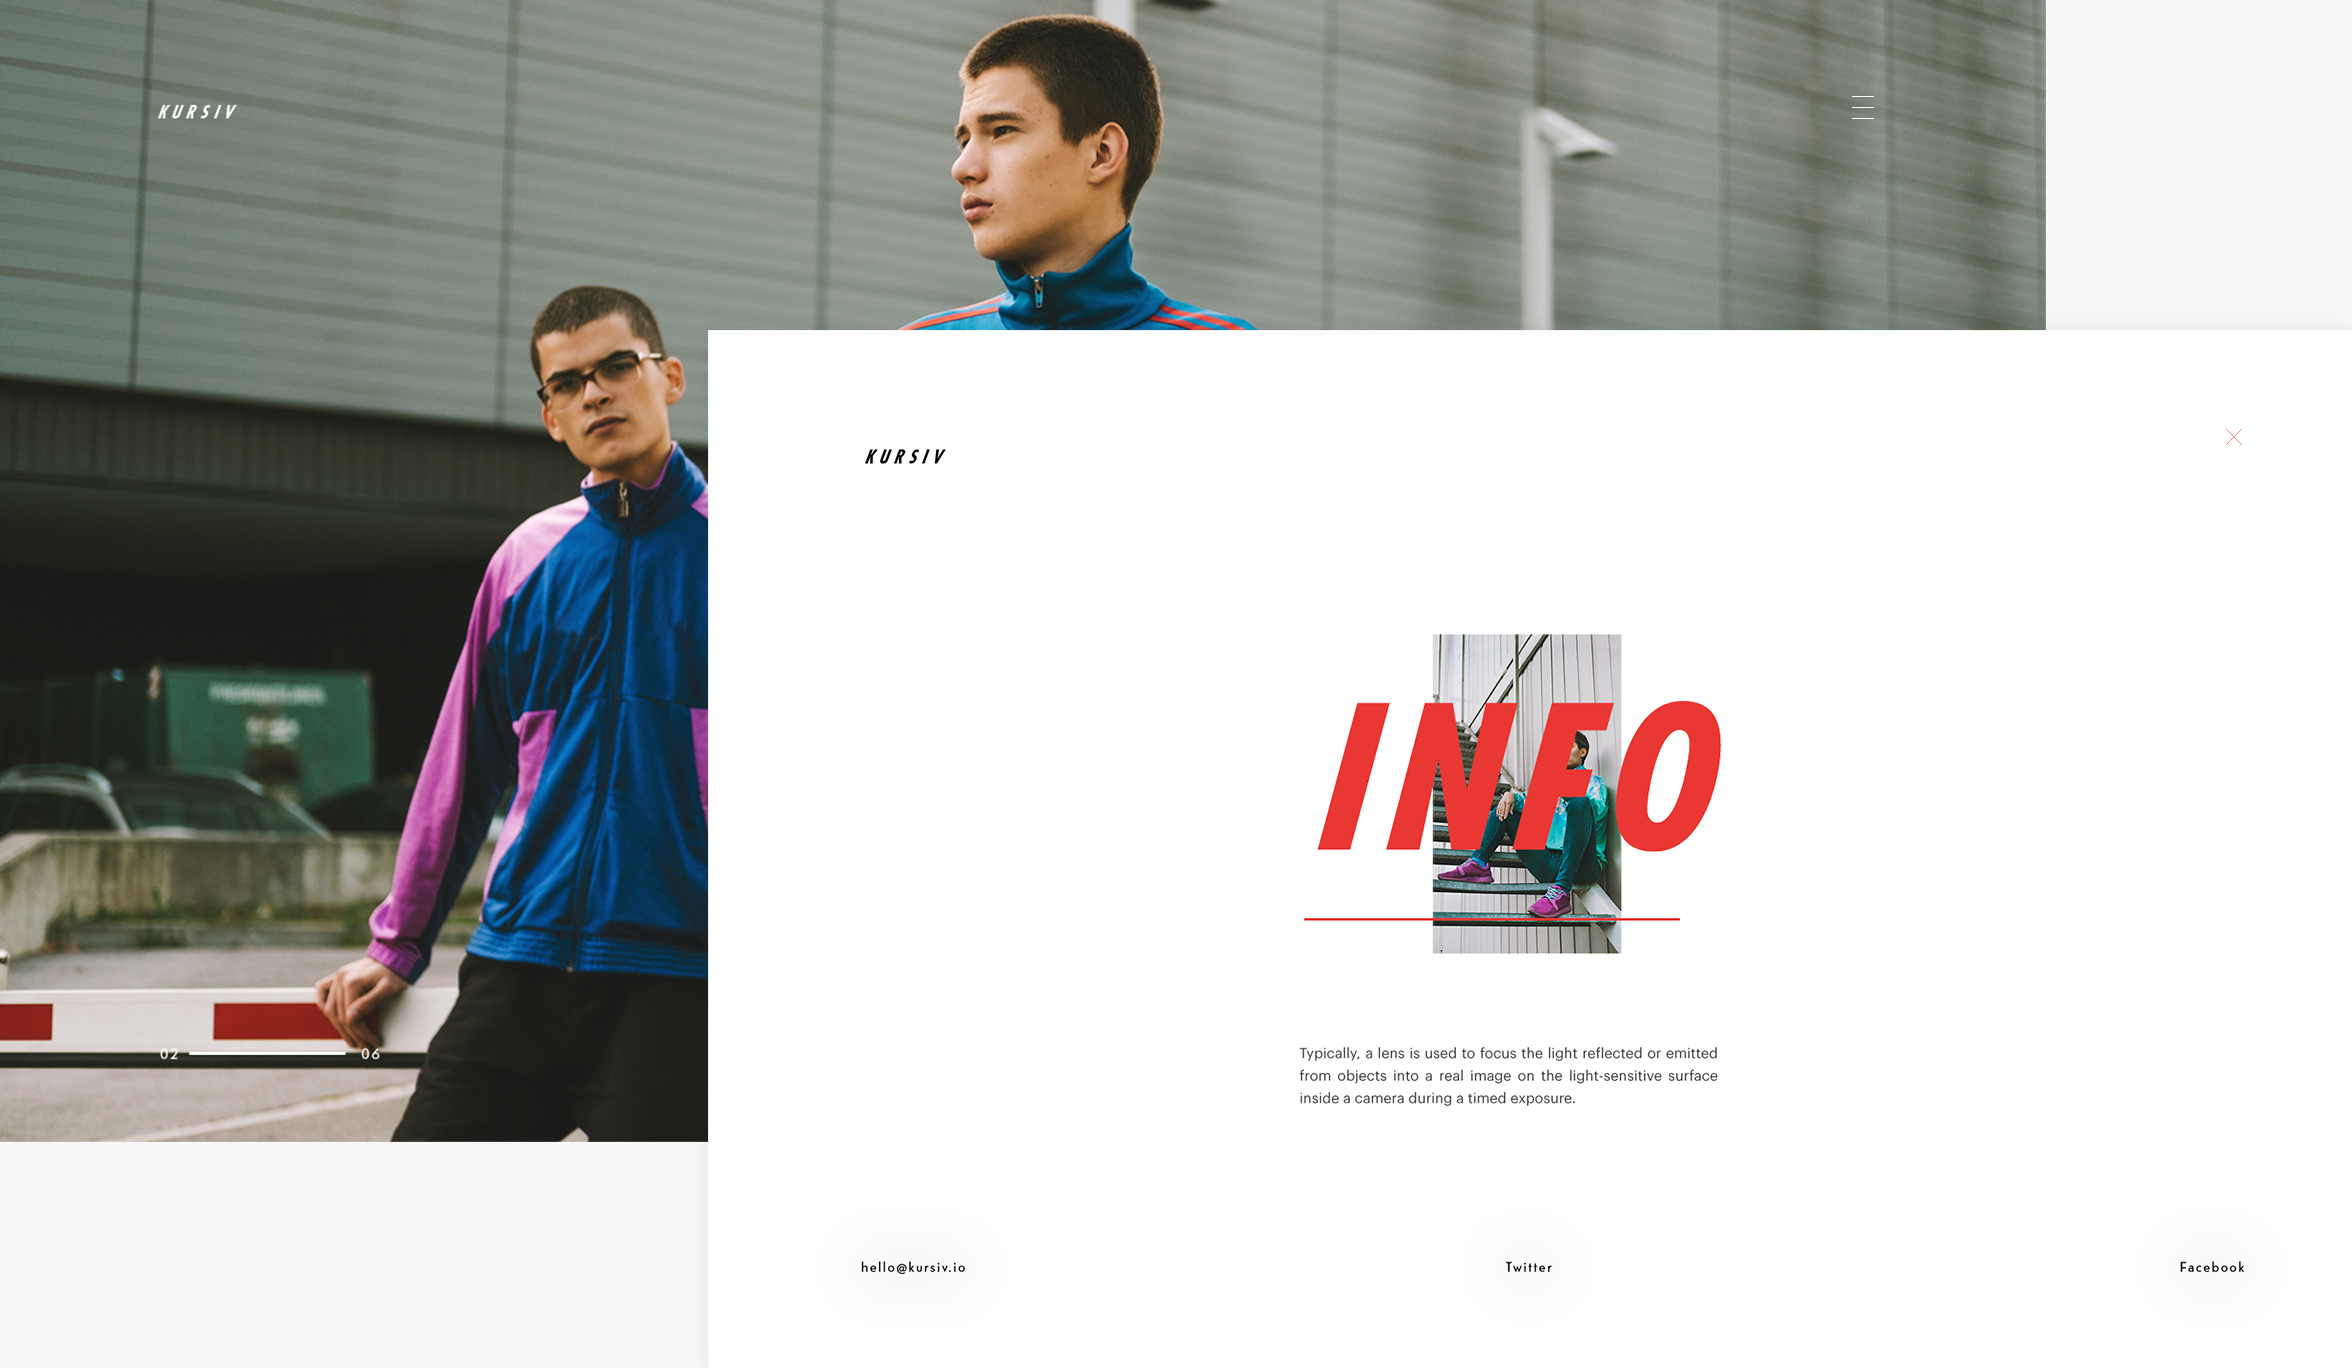 KURSIV
KURSIV
INFO
02
06
Typically, a lens is used to focus the light reflected or emitted
from objects into a real image on the light-sensitive surface
inside a camera during a timed exposure.
hello@kursiv.io
Twitter
Facebook